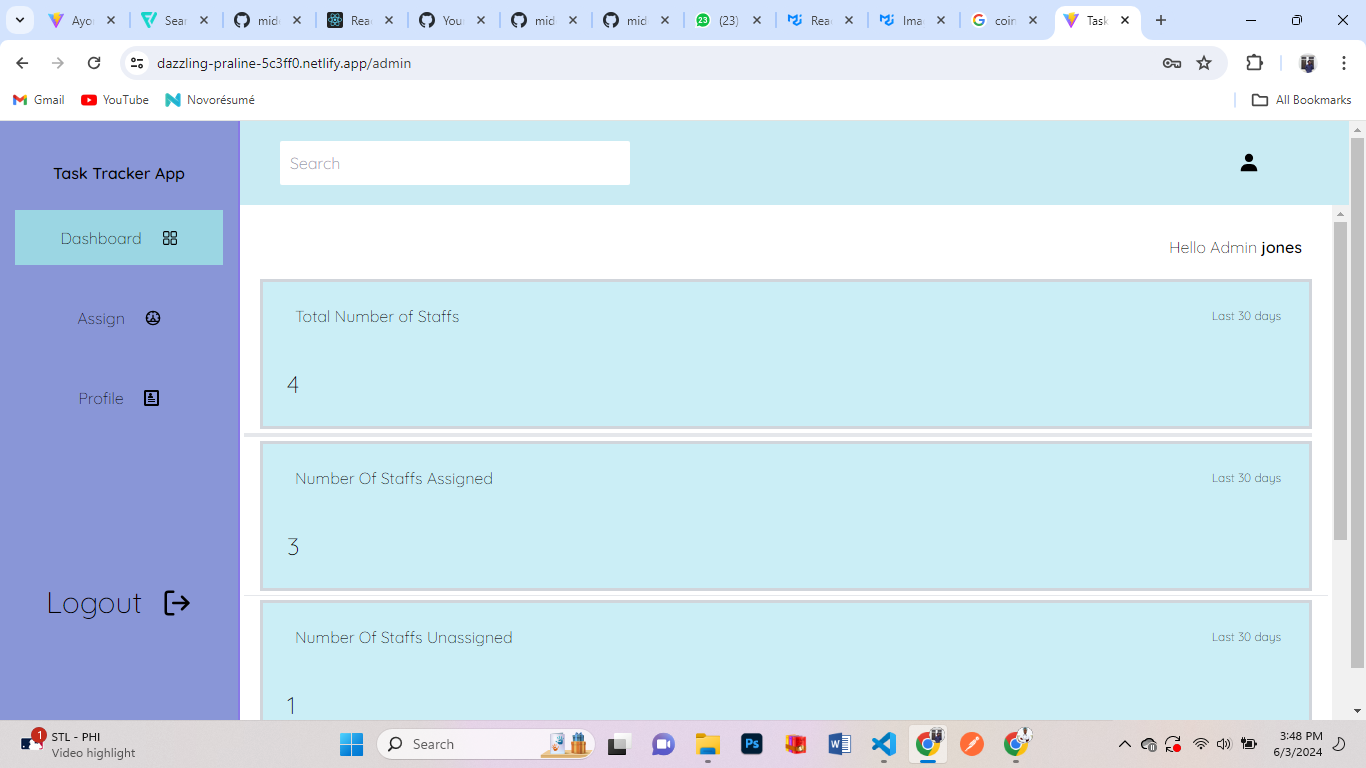 Ayo
Sear
mid
Rea
You
mid
mid
(23)
Rea
Ima
coin
Task
dazzling-praline-5c3ff0.netlify.app/admin
Gmail
YouTube
Novorésumé
All Bookmarks
Task Tracker App
Search
Dashboard
Hello Admin jones
Assign
Profile
Logout
Total Number of Staffs
Last 30 days
4
Number Of Staffs Assigned
Last 30 days
3
Number Of Staffs Unassigned
Last 30 days
1
1
STL - PHI
Video highlight
Search
Ps
W
3:48 PM
6/3/2024